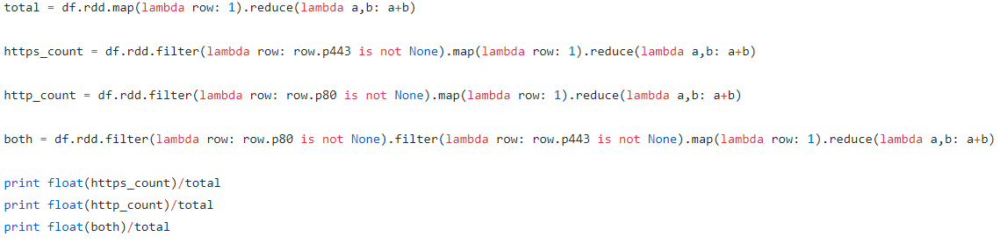 total = df.rdd.map(lambda row: 1).reduce(lambda a,b: a+b)
https_count = df.rdd.filter(lambda row: row.p443 is not None).map(lambda row: 1).reduce(lambda a,b: a+b)
http_count = df.rdd.filter(lambda row: row.p80 is not None).map(lambda row: 1).reduce(lambda a,b: a+b)
both = df.rdd.filter(lambda row: row.p80 is not None).filter(lambda row: row.p443 is not None).map(lambda row: 1).reduce(lambda a,b: a+b)
print float(https_count)/total
print float(http_count)/total
print float(both)/total